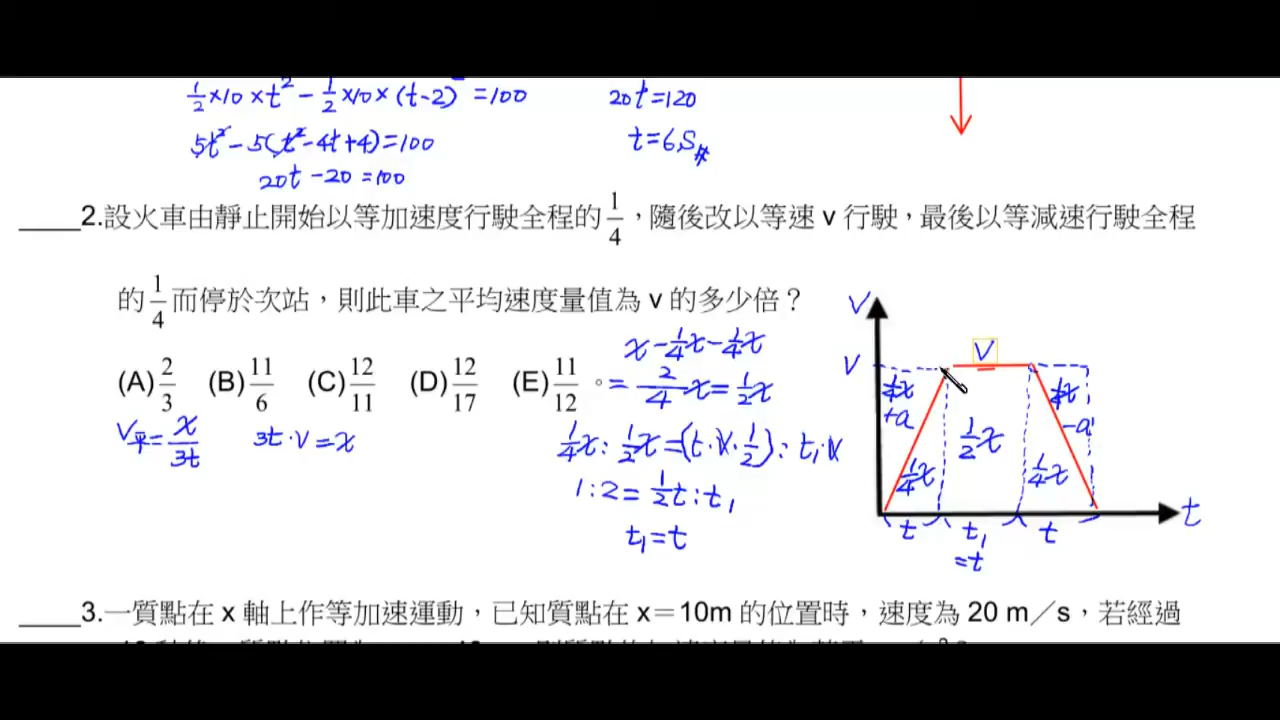 ½×10×t² − ½×10×(t-2)² = 100
5t² − 5(t² − 4t + 4) = 100
20t − 20 = 100
20t = 120
t = 6,S#
____2.設火車由靜止開始以等加速度行駛全程的 1/4，隨後改以等速 v 行駛，最後以等減速行駛全程
的 1/4 而停於次站，則此車之平均速度量值為 v 的多少倍？
(A) 2/3 (B) 11/6 (C) 12/11 (D) 12/17 (E) 11/12 。
V平 = x/3t
3t·V = x
x − ¼x − ¼x
= 2/4 x = ½x
¼x : ½x = (t·V·½) : t₁·V
1 : 2 = ½t : t₁
t₁ = t
V
V
V
¼x
+a
¼x
½x
¼x
-a
¼x
t
t₁
t
t
=t
____3.一質點在 x 軸上作等加速運動，已知質點在 x＝10m 的位置時，速度為 20 m／s，若經過